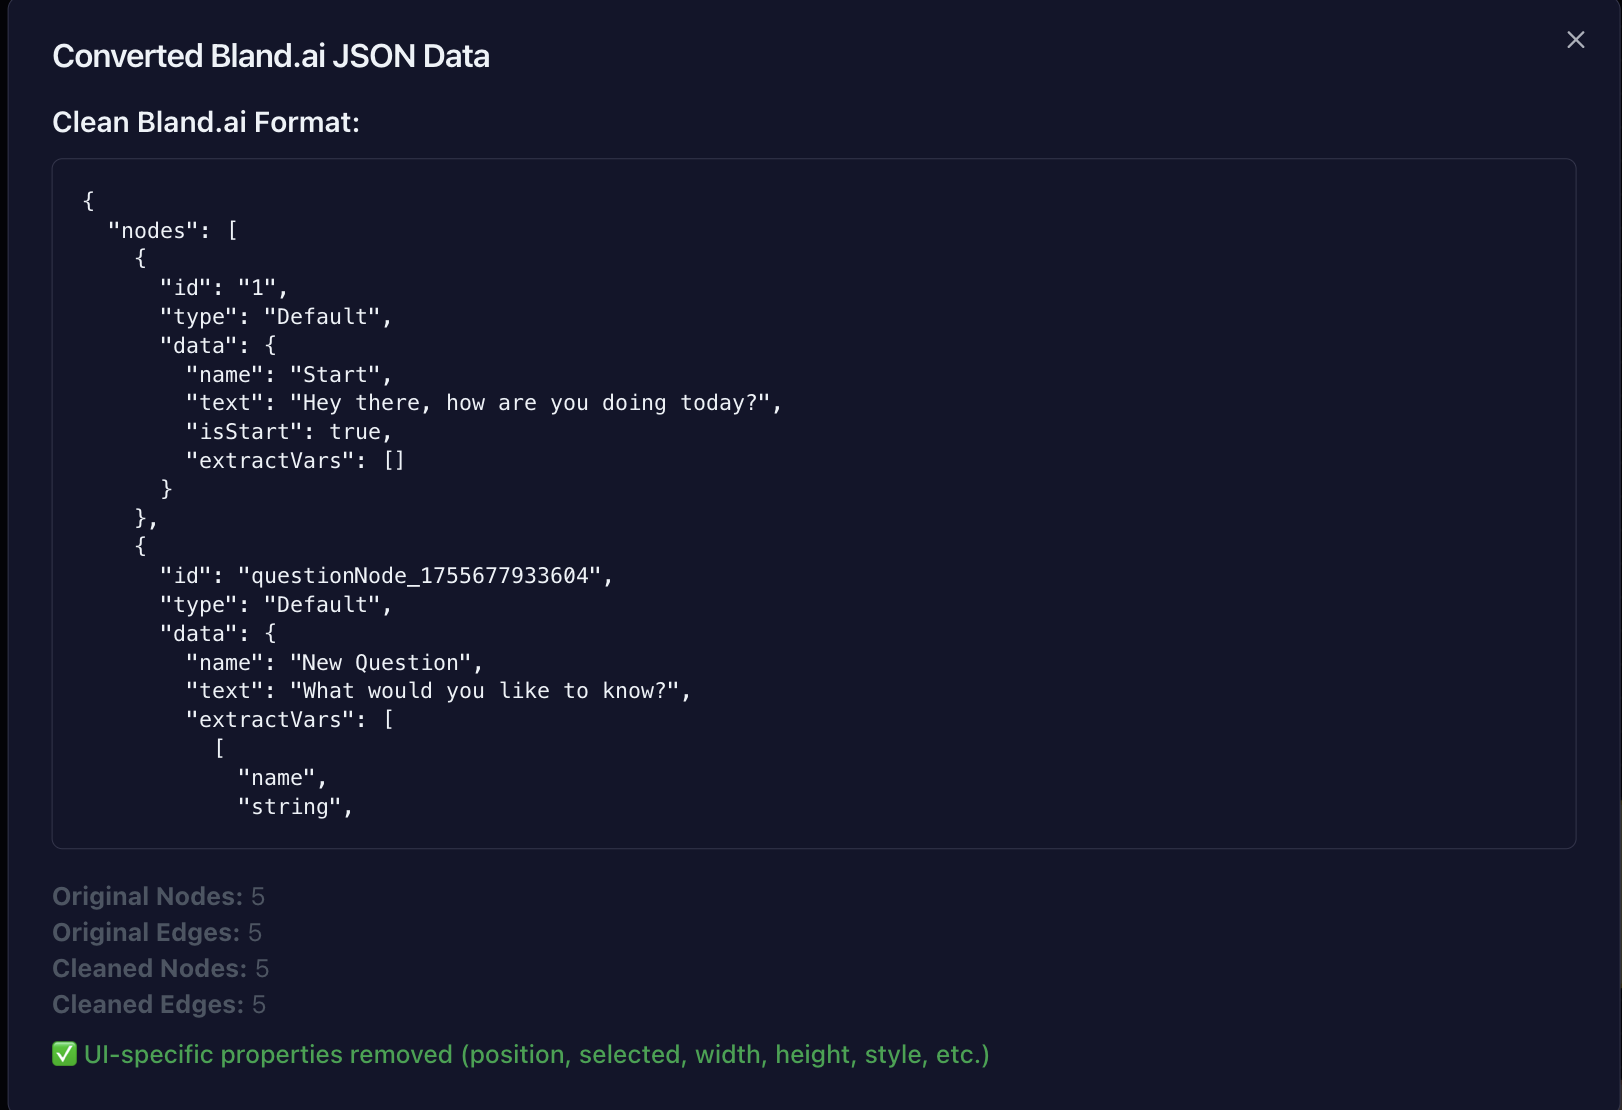 Converted Bland.ai JSON Data
Clean Bland.ai Format:
{
  "nodes": [
    {
      "id": "1",
      "type": "Default",
      "data": {
        "name": "Start",
        "text": "Hey there, how are you doing today?",
        "isStart": true,
        "extractVars": []
      }
    },
    {
      "id": "questionNode_1755677933604",
      "type": "Default",
      "data": {
        "name": "New Question",
        "text": "What would you like to know?",
        "extractVars": [
          [
            "name",
            "string",
Original Nodes: 5
Original Edges: 5
Cleaned Nodes: 5
Cleaned Edges: 5
✅ UI-specific properties removed (position, selected, width, height, style, etc.)